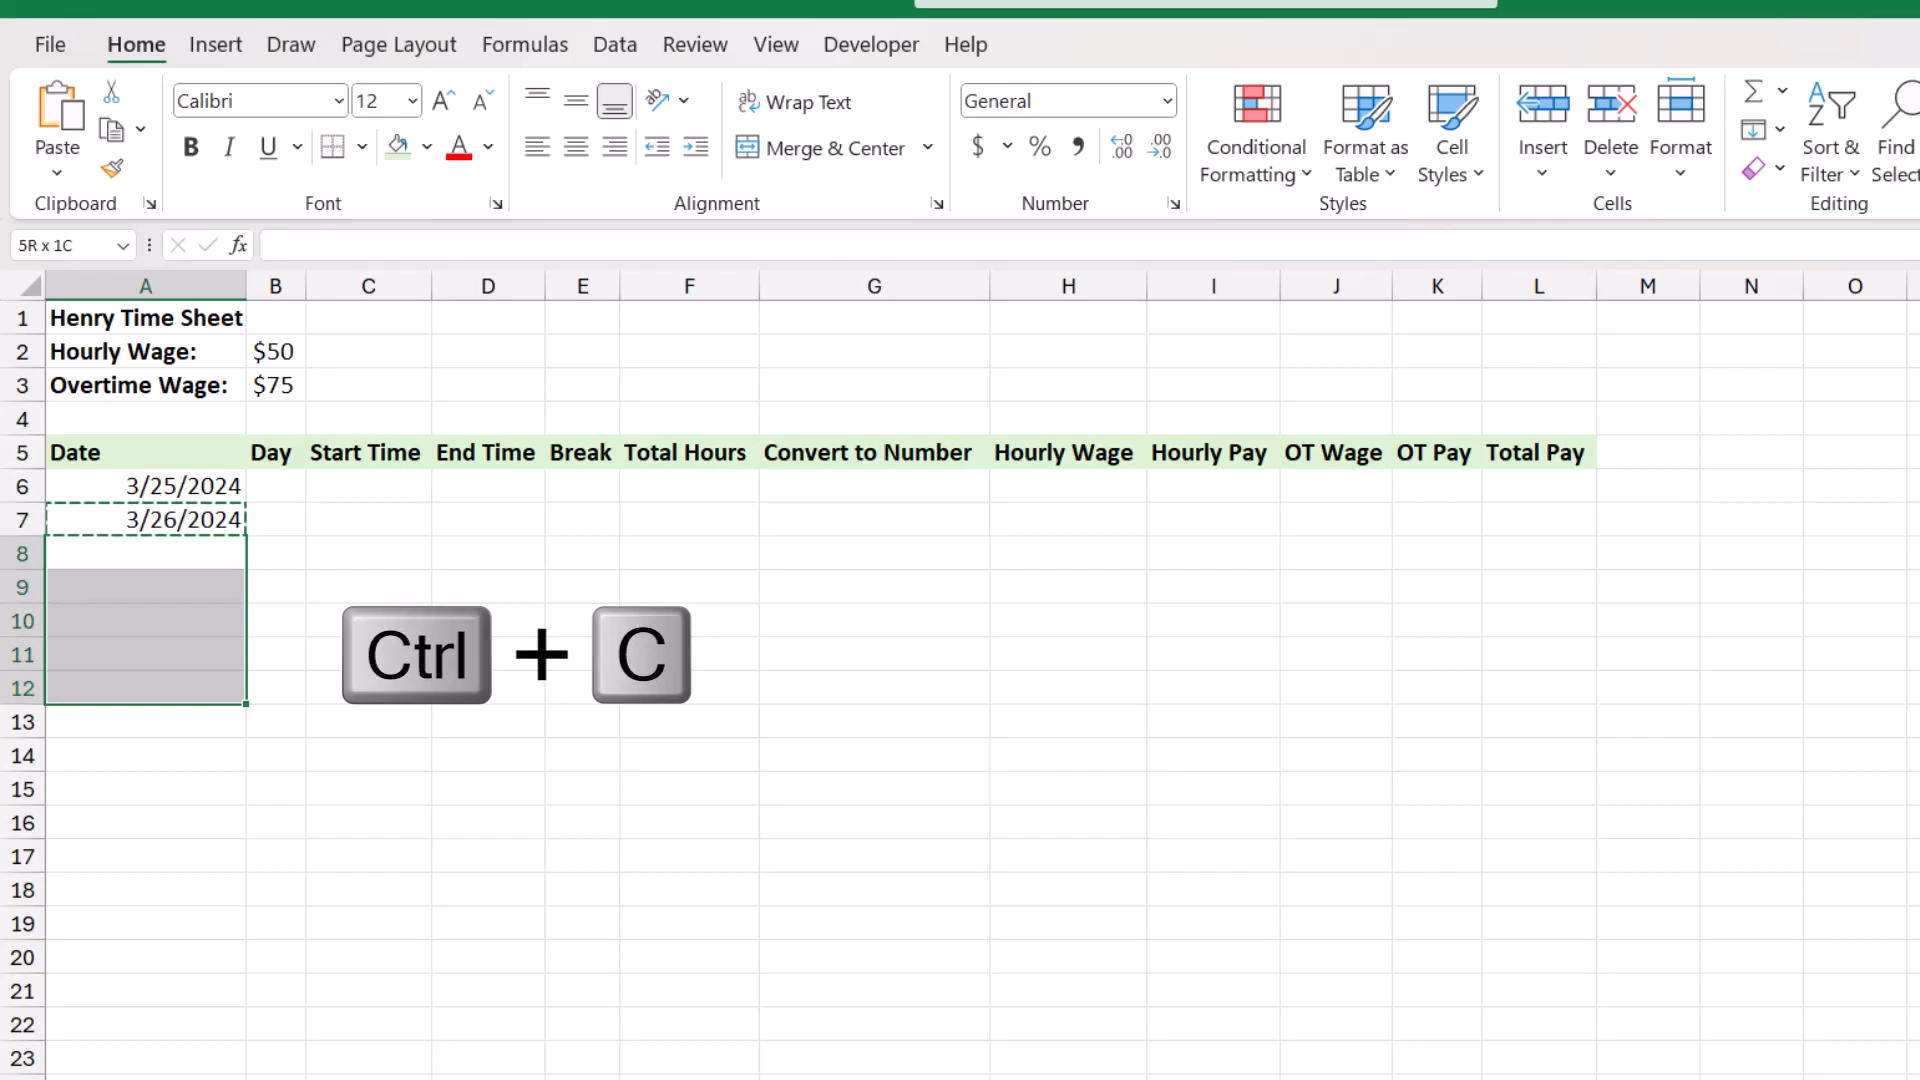 File Home Insert Draw Page Layout Formulas Data Review View Developer Help
Calibri 12 ab Wrap Text General $ % 9 Conditional Formatting Format as Table Cell Styles Insert Delete Format Sort & Filter Find Select
Paste B I U A Merge & Center
Clipboard Font Alignment Number Styles Cells Editing
5R x 1C fx
A B C D E F G H I J K L M N O
1 Henry Time Sheet
2 Hourly Wage: $50
3 Overtime Wage: $75
4
5 Date Day Start Time End Time Break Total Hours Convert to Number Hourly Wage Hourly Pay OT Wage OT Pay Total Pay
6 3/25/2024
7 3/26/2024
8
9
10
11
12
Ctrl + C
13
14
15
16
17
18
19
20
21
22
23